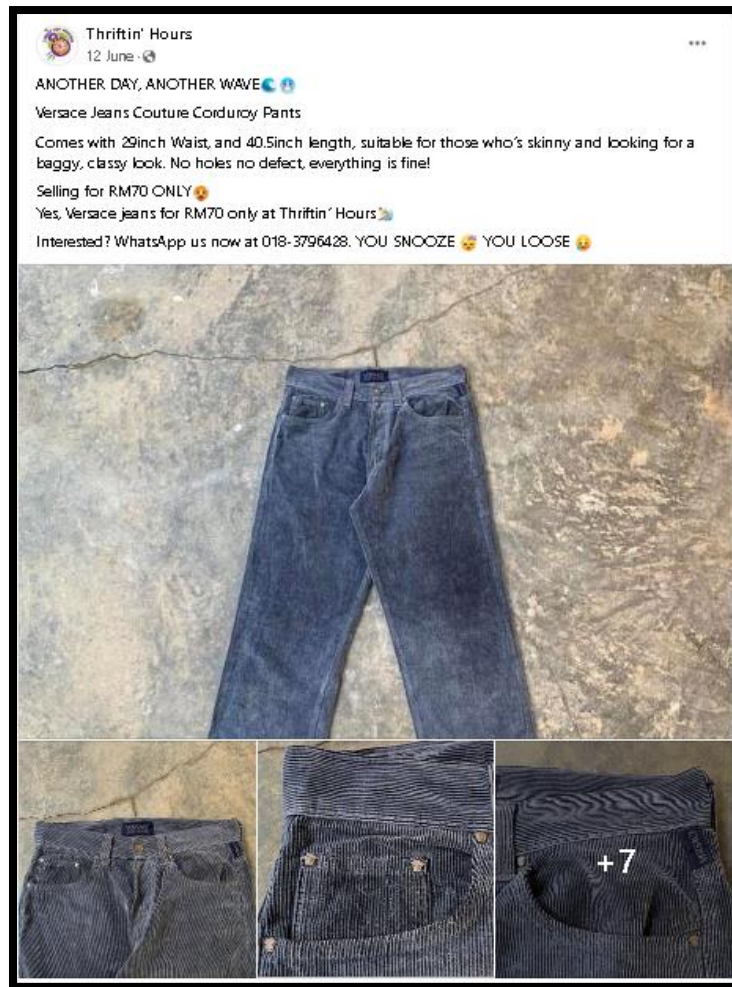 Thriftin' Hours
12 June ·
ANOTHER DAY, ANOTHER WAVE🌊🥶
Versace Jeans Couture Corduroy Pants
Comes with 29inch Waist, and 40.5inch length, suitable for those who's skinny and looking for a
baggy, classy look. No holes no defect, everything is fine!
Selling for RM70 ONLY🥵
Yes, Versace jeans for RM70 only at Thriftin' Hours
Interested? WhatsApp us now at 018-3796428. YOU SNOOZE 😴 YOU LOOSE 😥
+7